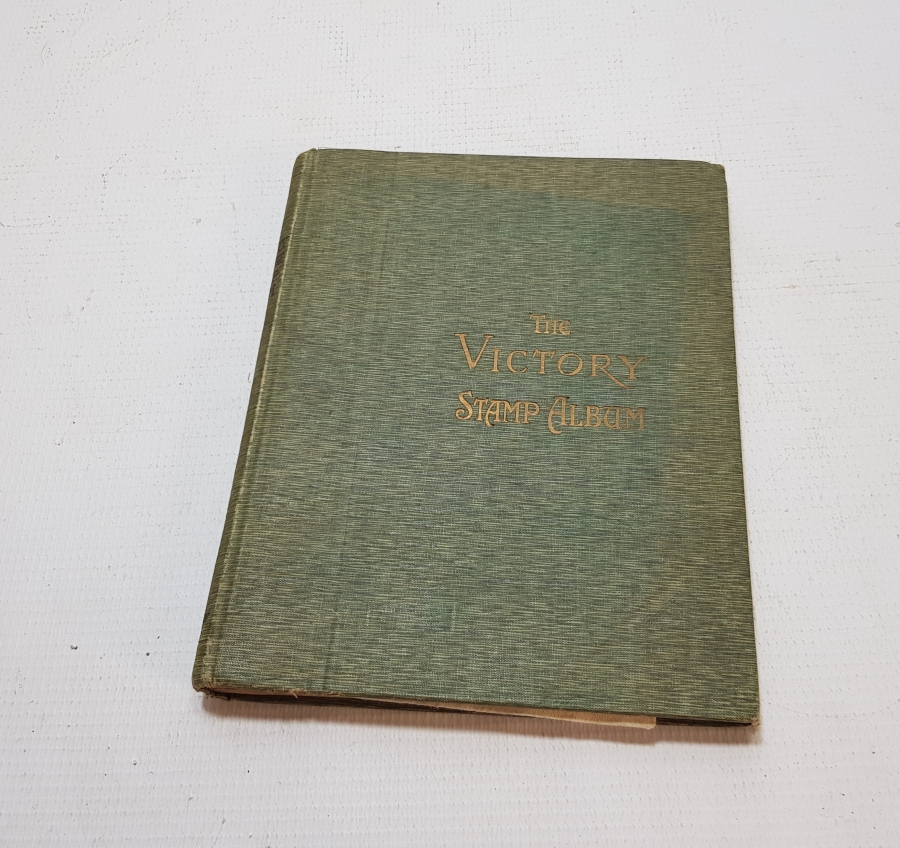 The
Victory
Stamp Album